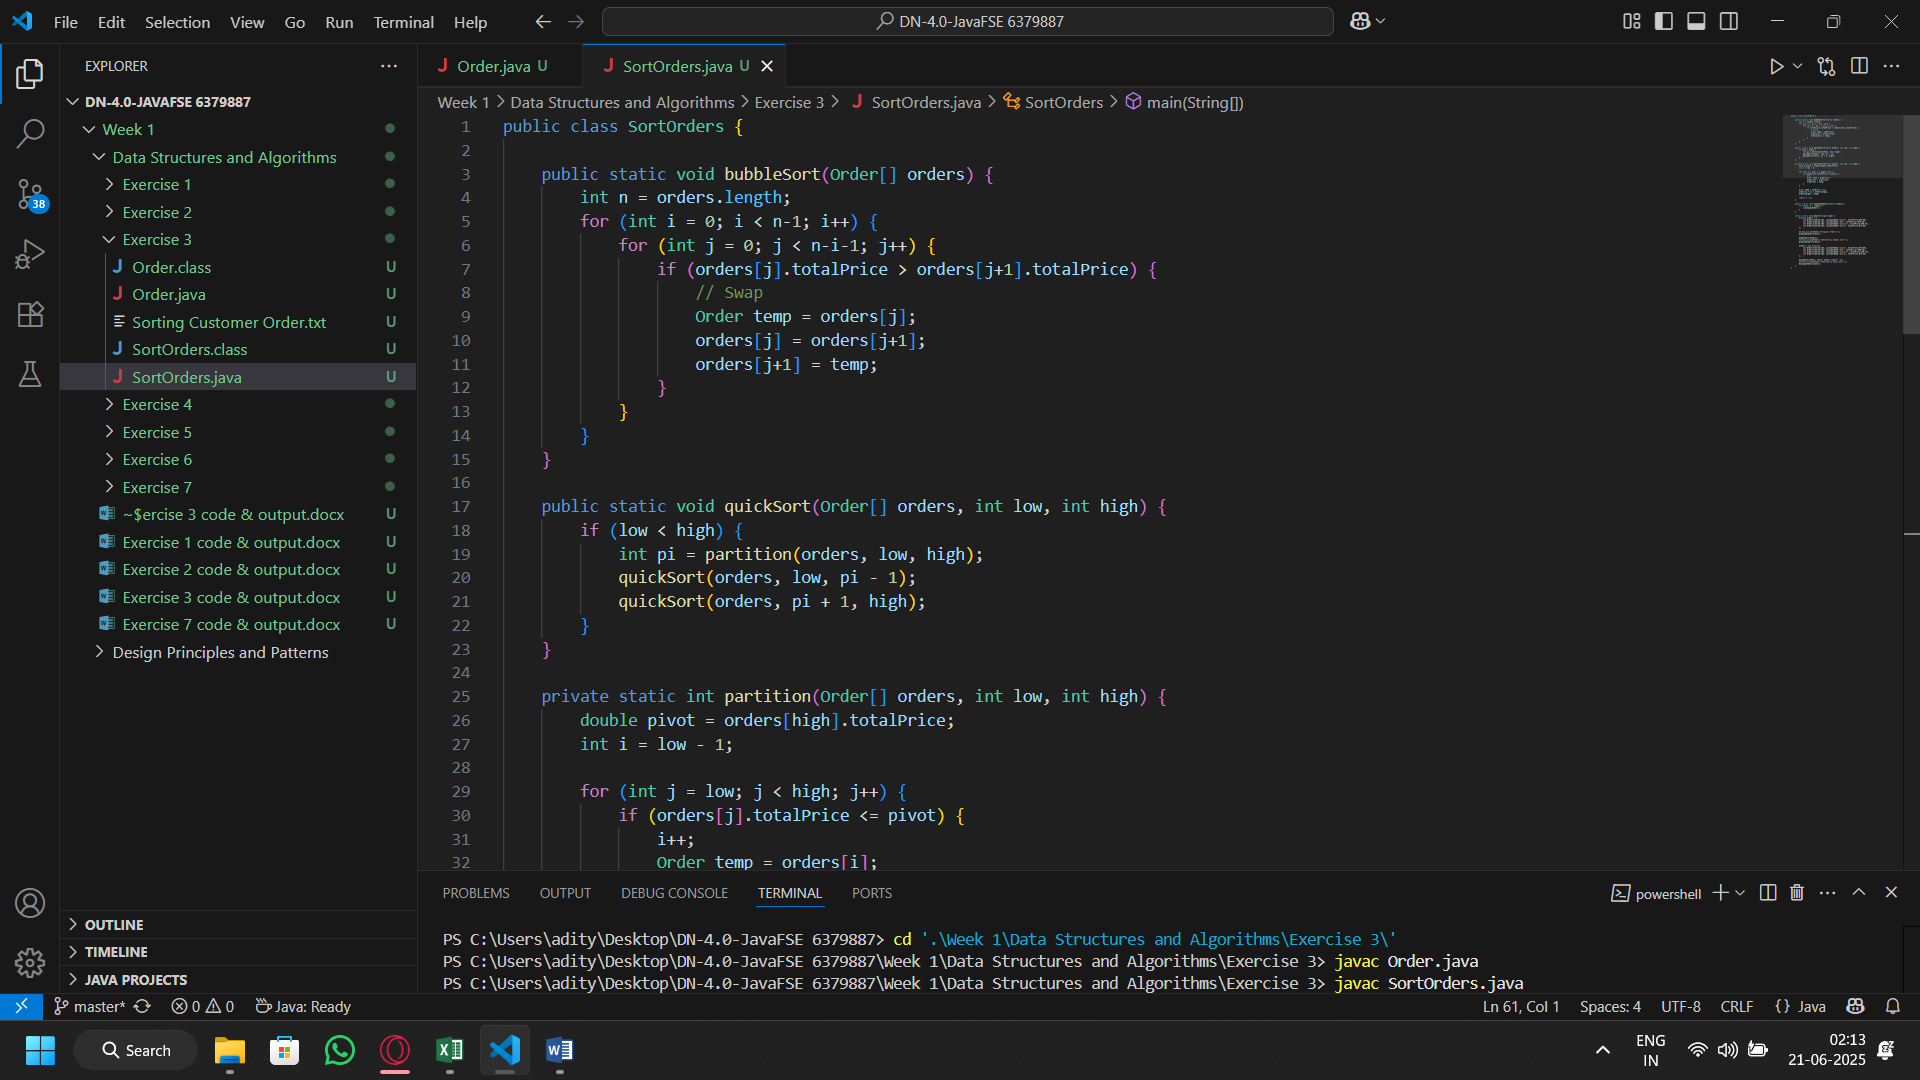 File Edit Selection View Go Run Terminal Help
DN-4.0-JavaFSE 6379887
EXPLORER
DN-4.0-JAVAFSE 6379887
Week 1
Data Structures and Algorithms
Exercise 1
Exercise 2
Exercise 3
Order.class U
Order.java U
Sorting Customer Order.txt U
SortOrders.class U
SortOrders.java U
Exercise 4
Exercise 5
Exercise 6
Exercise 7
~$ercise 3 code & output.docx U
Exercise 1 code & output.docx U
Exercise 2 code & output.docx U
Exercise 3 code & output.docx U
Exercise 7 code & output.docx U
Design Principles and Patterns
OUTLINE
TIMELINE
JAVA PROJECTS
38
Order.java U SortOrders.java U
Week 1 > Data Structures and Algorithms > Exercise 3 > SortOrders.java > SortOrders > main(String[])
1 public class SortOrders {
2
3 public static void bubbleSort(Order[] orders) {
4 int n = orders.length;
5 for (int i = 0; i < n-1; i++) {
6 for (int j = 0; j < n-i-1; j++) {
7 if (orders[j].totalPrice > orders[j+1].totalPrice) {
8 // Swap
9 Order temp = orders[j];
10 orders[j] = orders[j+1];
11 orders[j+1] = temp;
12 }
13 }
14 }
15 }
16
17 public static void quickSort(Order[] orders, int low, int high) {
18 if (low < high) {
19 int pi = partition(orders, low, high);
20 quickSort(orders, low, pi - 1);
21 quickSort(orders, pi + 1, high);
22 }
23 }
24
25 private static int partition(Order[] orders, int low, int high) {
26 double pivot = orders[high].totalPrice;
27 int i = low - 1;
28
29 for (int j = low; j < high; j++) {
30 if (orders[j].totalPrice <= pivot) {
31 i++;
32 Order temp = orders[i];
PROBLEMS OUTPUT DEBUG CONSOLE TERMINAL PORTS
powershell
PS C:\Users\adity\Desktop\DN-4.0-JavaFSE 6379887> cd '.\Week 1\Data Structures and Algorithms\Exercise 3\'
PS C:\Users\adity\Desktop\DN-4.0-JavaFSE 6379887\Week 1\Data Structures and Algorithms\Exercise 3> javac Order.java
PS C:\Users\adity\Desktop\DN-4.0-JavaFSE 6379887\Week 1\Data Structures and Algorithms\Exercise 3> javac SortOrders.java
master* 0 0 Java: Ready
Ln 61, Col 1 Spaces: 4 UTF-8 CRLF {} Java
Search
ENG
IN
02:13
21-06-2025